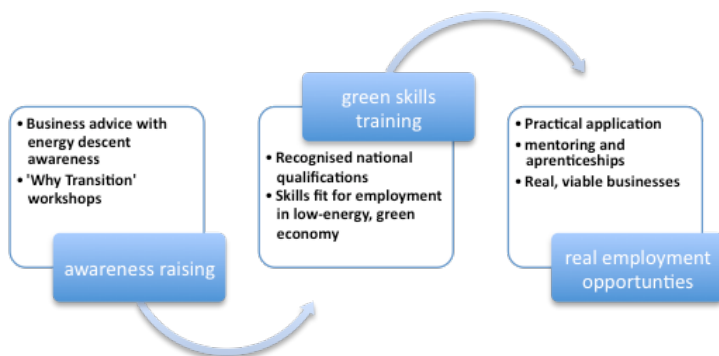 • Business advice with
energy descent
awareness
• 'Why Transition'
workshops
awareness raising
green skills
training
• Recognised national
qualifications
• Skills fit for employment
in low-energy, green
economy
• Practical application
• mentoring and
aprenticeships
• Real, viable businesses
real employment
opportunties